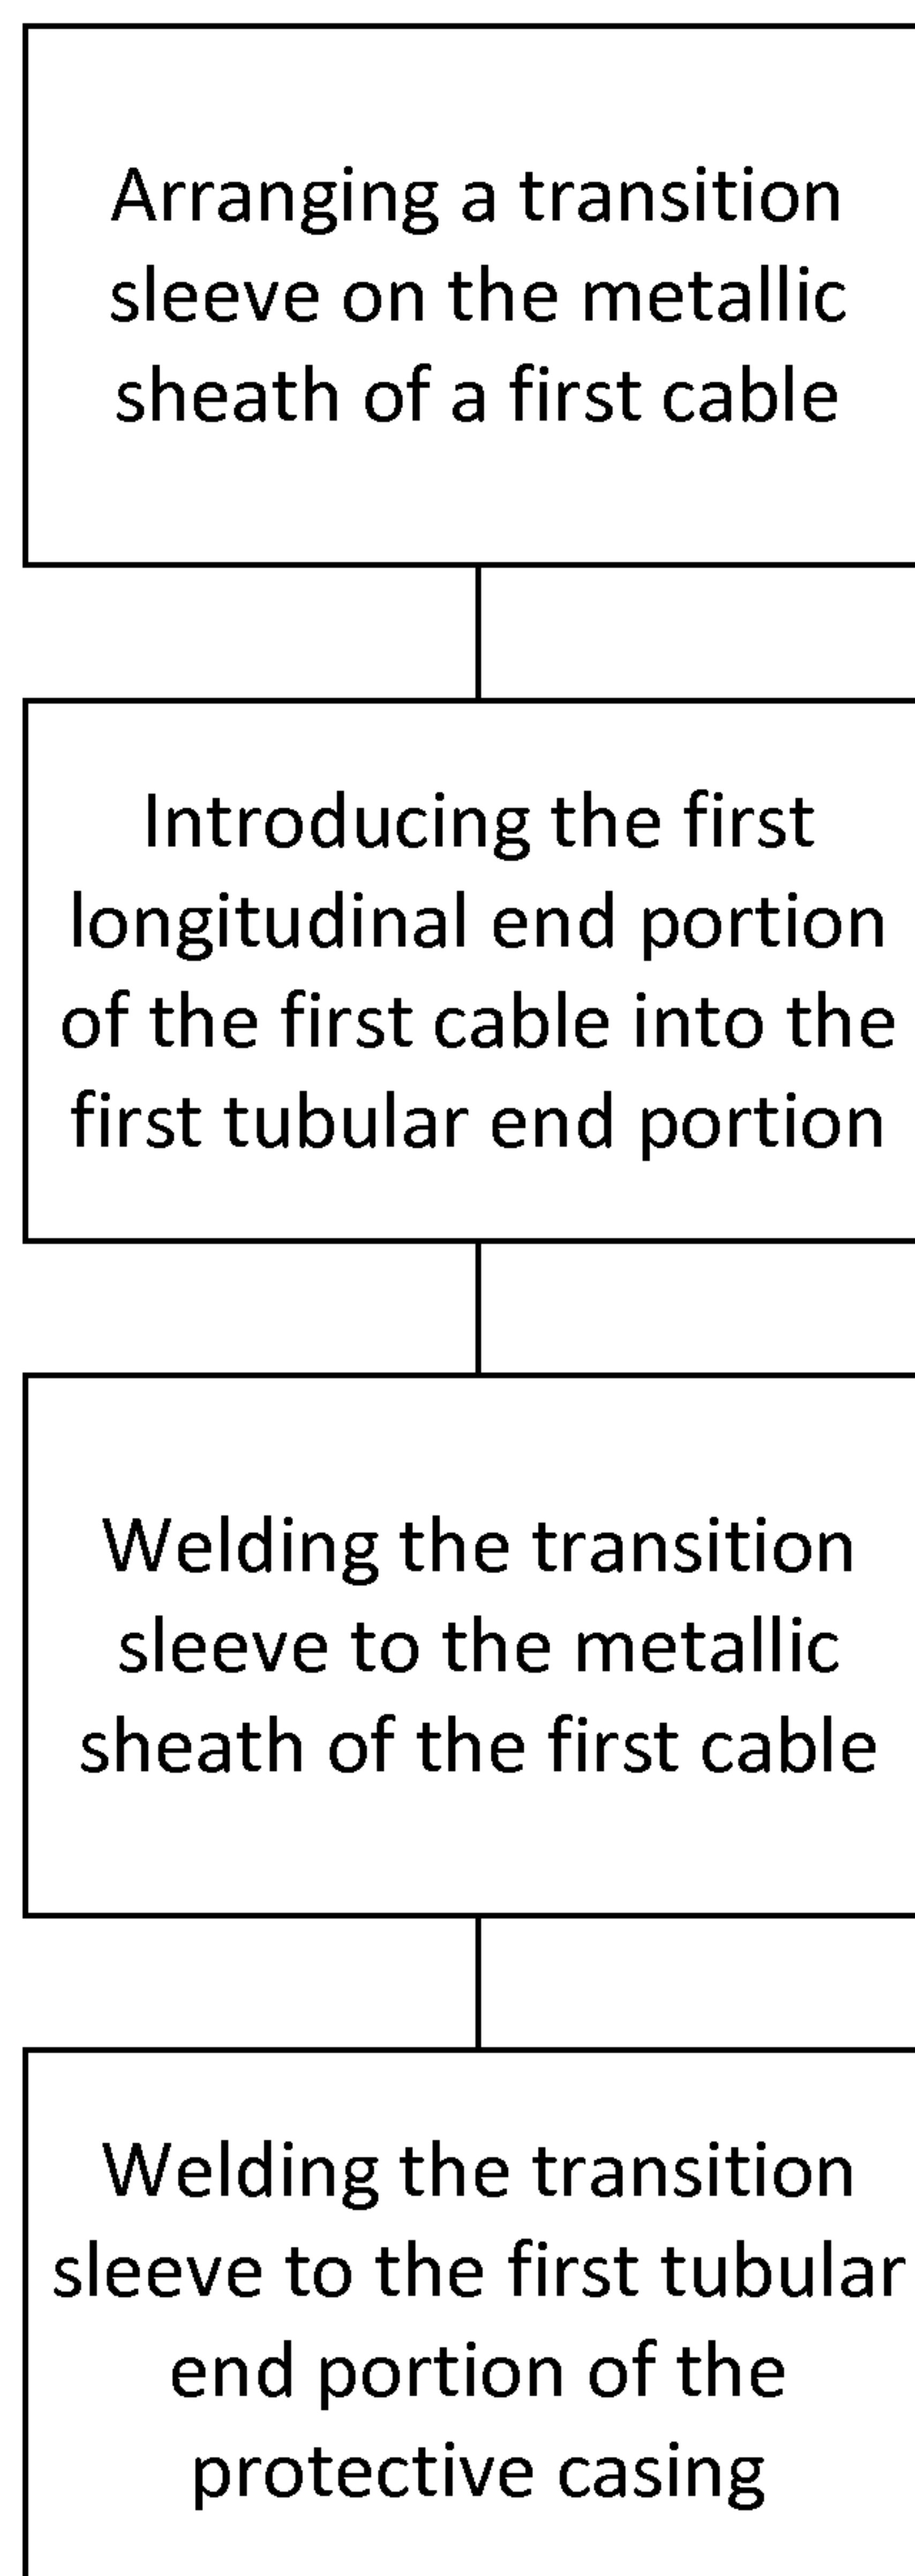 Arranging a transition
sleeve on the metallic
sheath of a first cable
Introducing the first
longitudinal end portion
of the first cable into the
first tubular end portion
Welding the transition
sleeve to the metallic
sheath of the first cable
Welding the transition
sleeve to the first tubular
end portion of the
protective casing